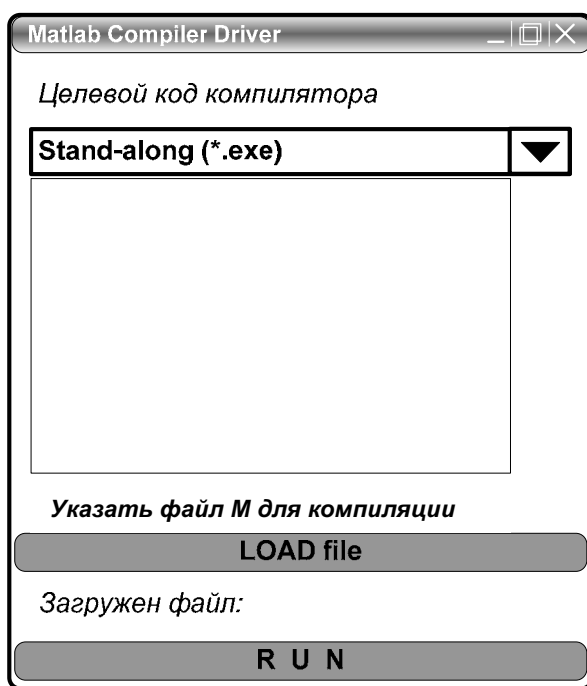 Matlab Compiler Driver
Целевой код компилятора
Stand-along (*.exe)
Указать файл М для компиляции
LOAD file
Загружен файл:
R U N